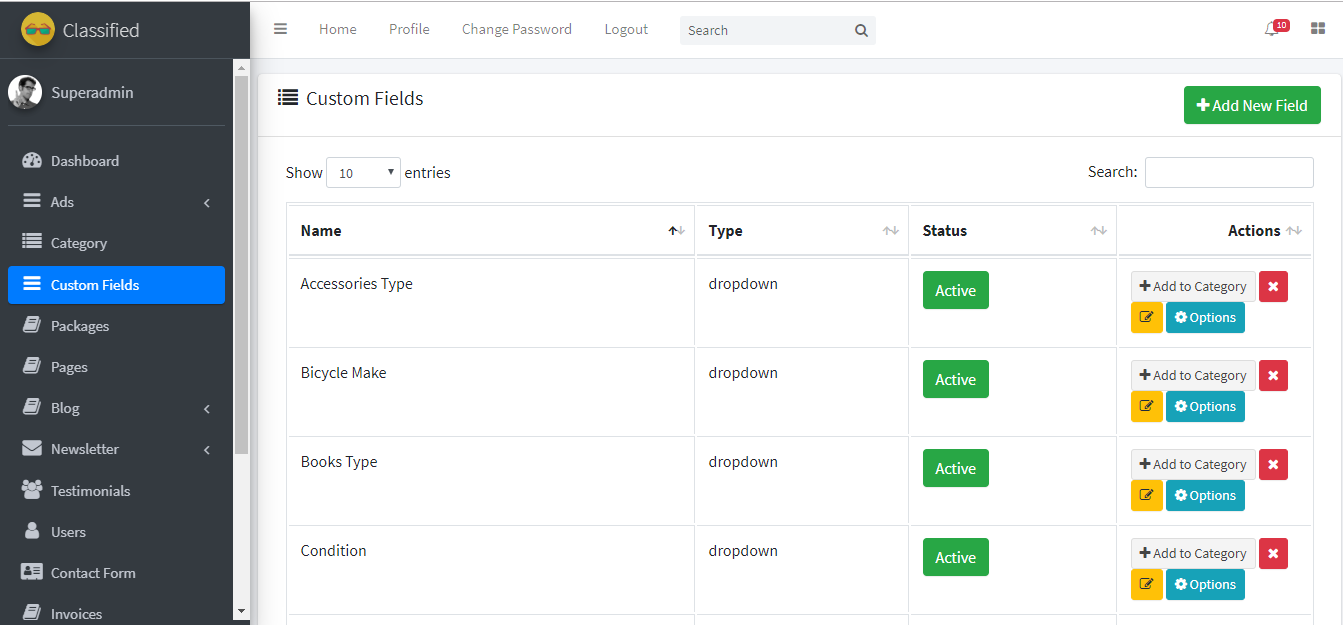 Classified
Home Profile Change Password Logout Search 10
Superadmin
Dashboard
Ads
Category
Custom Fields
Packages
Pages
Blog
Newsletter
Testimonials
Users
Contact Form
Invoices
Custom Fields
Add New Field
Show 10 entries Search:
Name Type Status Actions
Accessories Type dropdown Active Add to Category
Options
Bicycle Make dropdown Active Add to Category
Options
Books Type dropdown Active Add to Category
Options
Condition dropdown Active Add to Category
Options